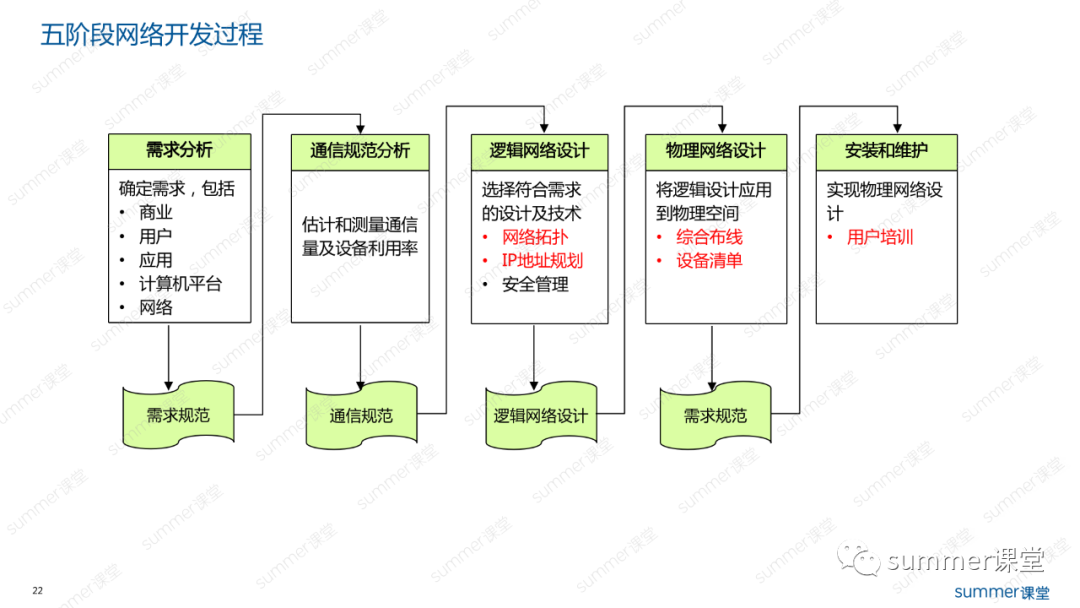 五阶段网络开发过程
需求分析
确定需求，包括
• 商业
• 用户
• 应用
• 计算机平台
• 网络
需求规范
通信规范分析
估计和测量通信
量及设备利用率
通信规范
逻辑网络设计
选择符合需求
的设计及技术
• 网络拓扑
• IP地址规划
• 安全管理
逻辑网络设计
物理网络设计
将逻辑设计应用
到物理空间
• 综合布线
• 设备清单
需求规范
安装和维护
实现物理网络设
计
• 用户培训
22
summer课堂
summer课堂